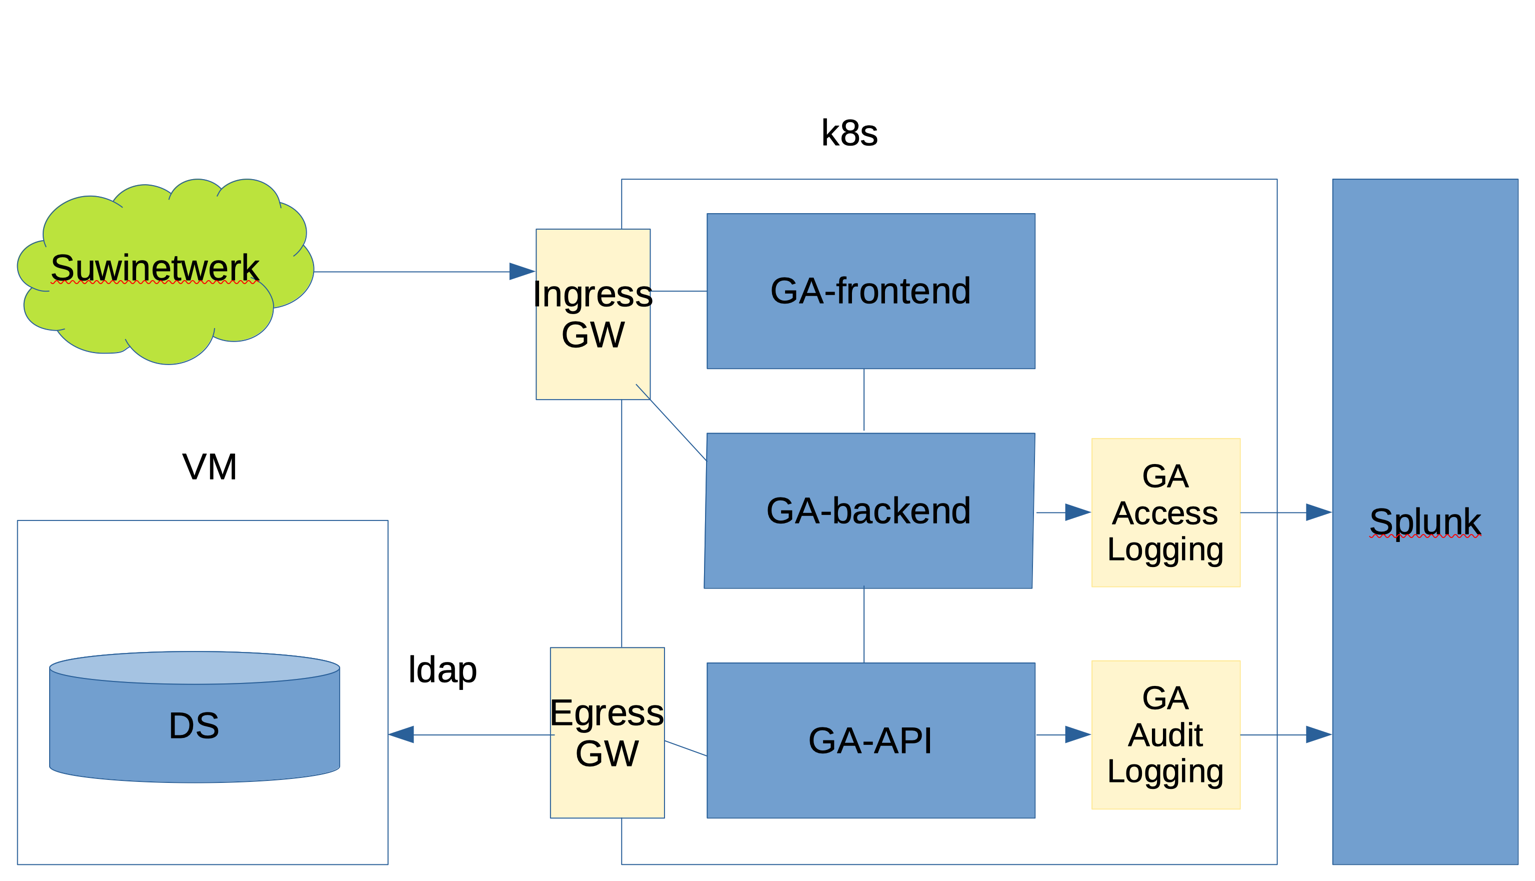 k8s
Suwinetwerk
Ingress
GW
GA-frontend
VM
GA-backend
GA
Access
Logging
Splunk
ldap
DS
Egress
GW
GA-API
GA
Audit
Logging